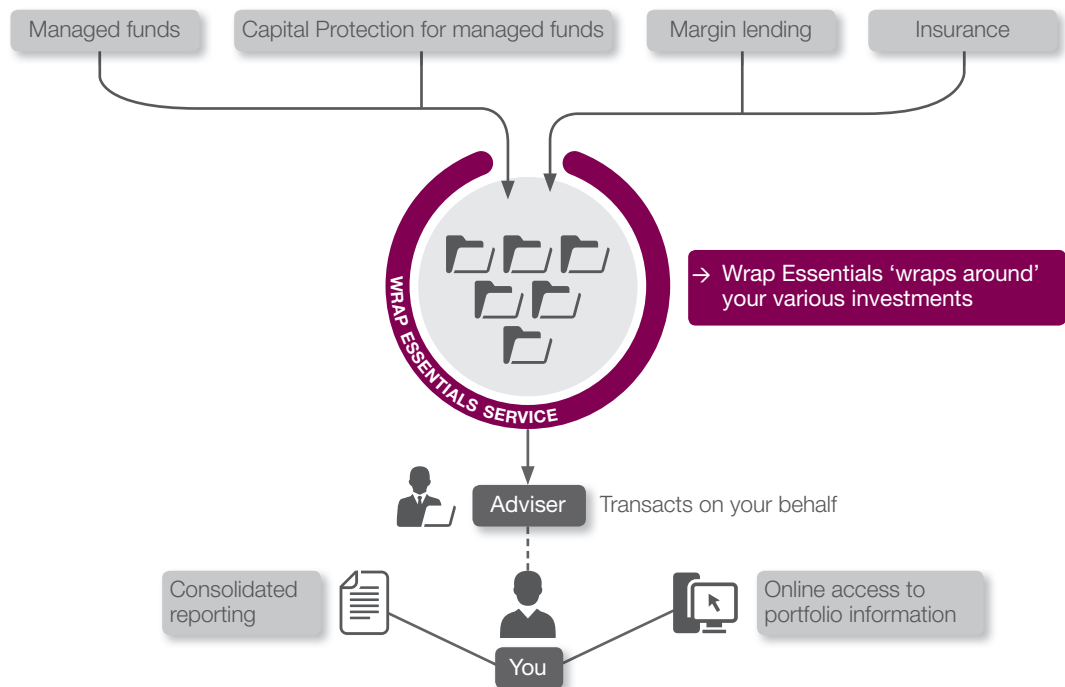 Managed funds
Capital Protection for managed funds
Margin lending
Insurance
→ Wrap Essentials ‘wraps around’
your various investments
WRAP ESSENTIALS SERVICE
Adviser
Transacts on your behalf
Consolidated
reporting
Online access to
portfolio information
You